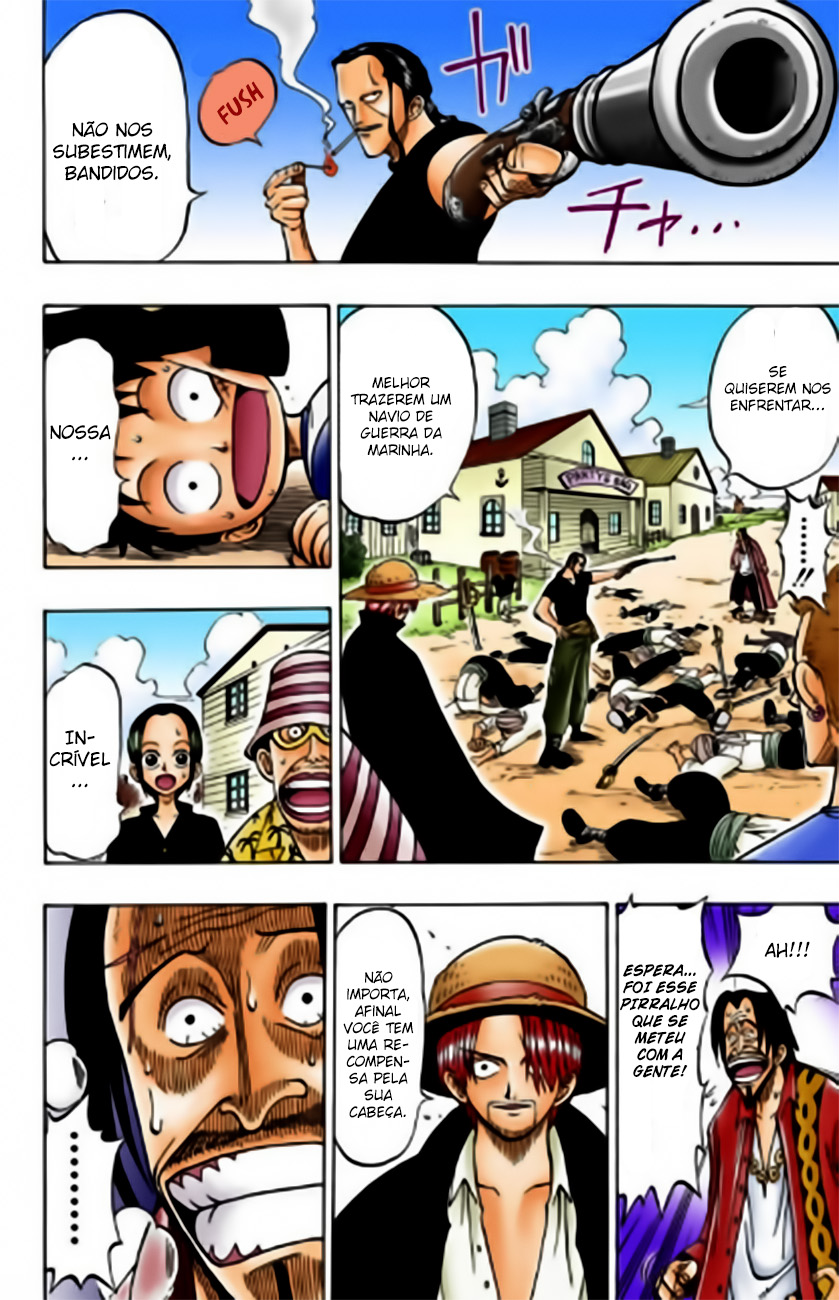 ガ
チャ...
FUSH
NÃO NOS
SUBESTIMEM,
BANDIDOS.
SE
QUISEREM NOS
ENFRENTAR...
MELHOR
TRAZEREM UM
NAVIO DE
GUERRA DA
MARINHA.
PARTYS BAR
......!!
NOSSA
...
IN-
CRÍVEL
...
AH!!!
ESPERA...
FOI ESSE
PIRRALHO
QUE SE
METEU
COM A
GENTE!
NÃO
IMPORTA,
AFINAL
VOCÊ TEM
UMA RE-
COMPEN-
SA PELA
SUA
CABEÇA.
.........